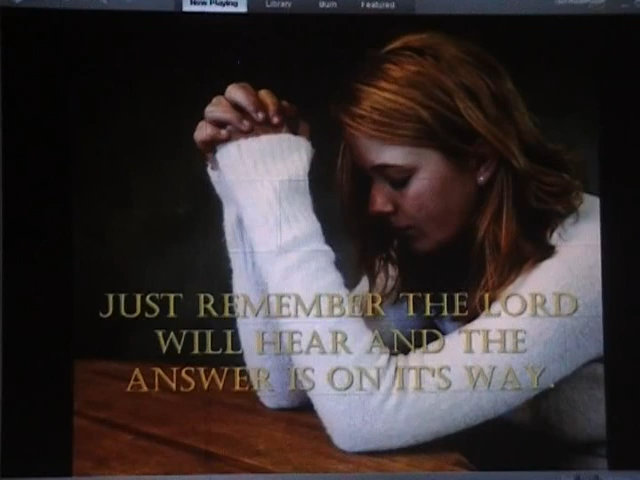 Now Playing Library Burn Featured
JUST REMEMBER THE LORD
WILL HEAR AND THE
ANSWER IS ON IT'S WAY.